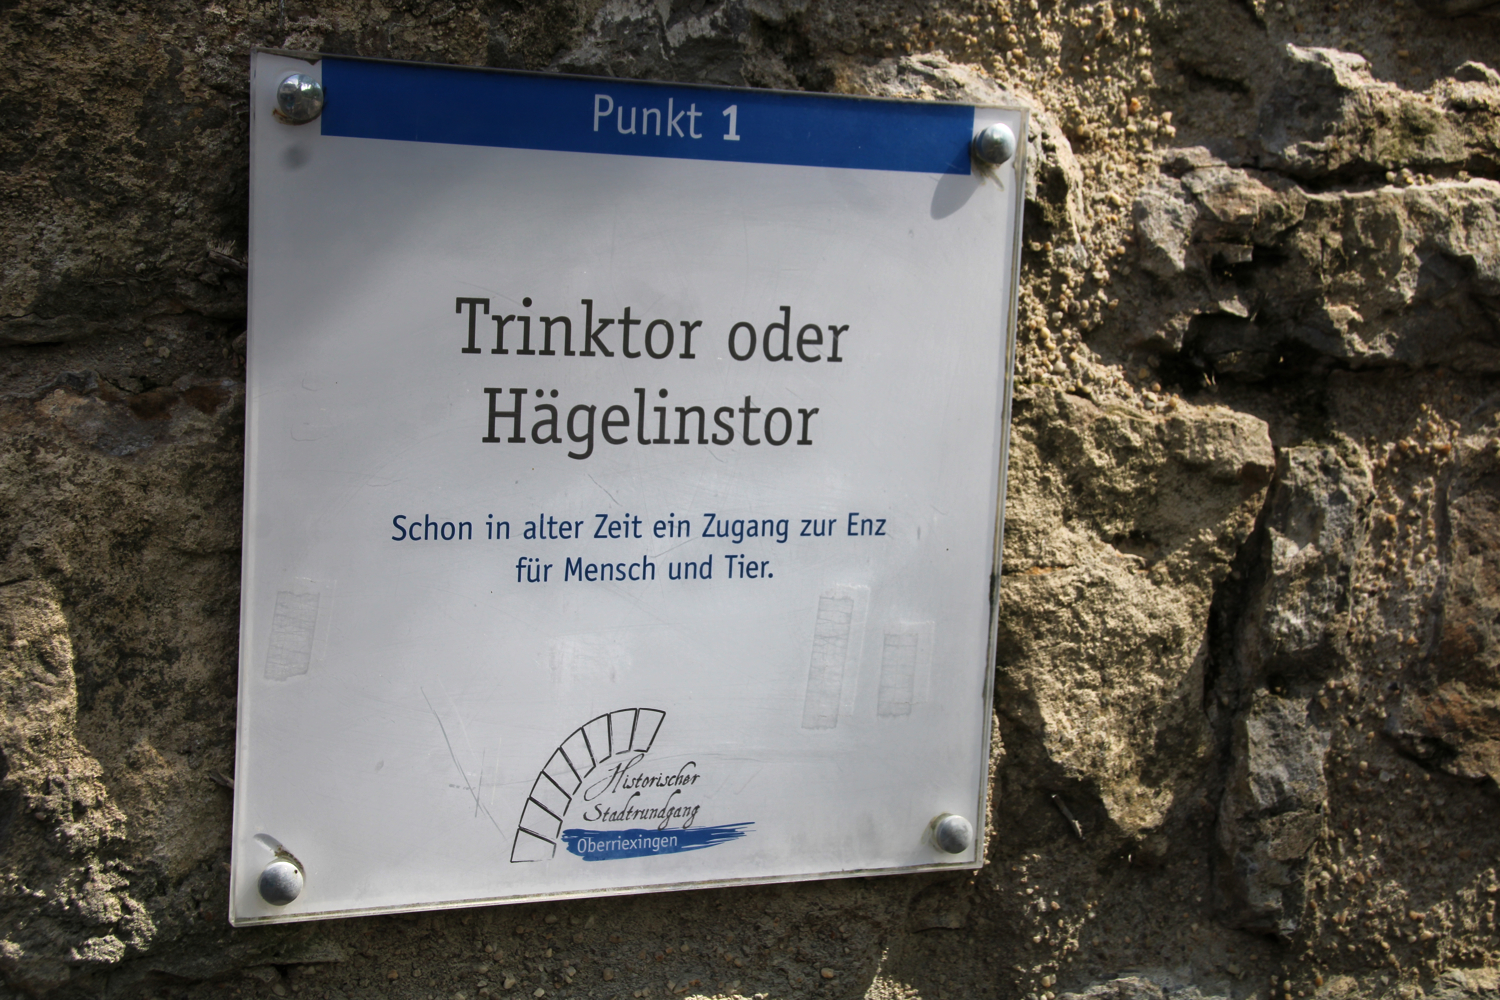 Punkt 1
Trinktor oder
Hägelinstor
Schon in alter Zeit ein Zugang zur Enz
für Mensch und Tier.
Historischer
Stadtrundgang
Oberriexingen